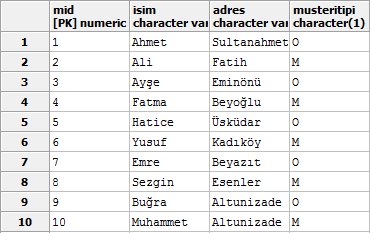 mid isim adres musteritipi
[PK] numeric character var character var character(1)
1 1 Ahmet Sultanahmet O
2 2 Ali Fatih M
3 3 Ayşe Eminönü O
4 4 Fatma Beyoğlu M
5 5 Hatice Üsküdar O
6 6 Yusuf Kadıköy M
7 7 Emre Beyazıt O
8 8 Sezgin Esenler M
9 9 Buğra Altunizade O
10 10 Muhammet Altunizade M